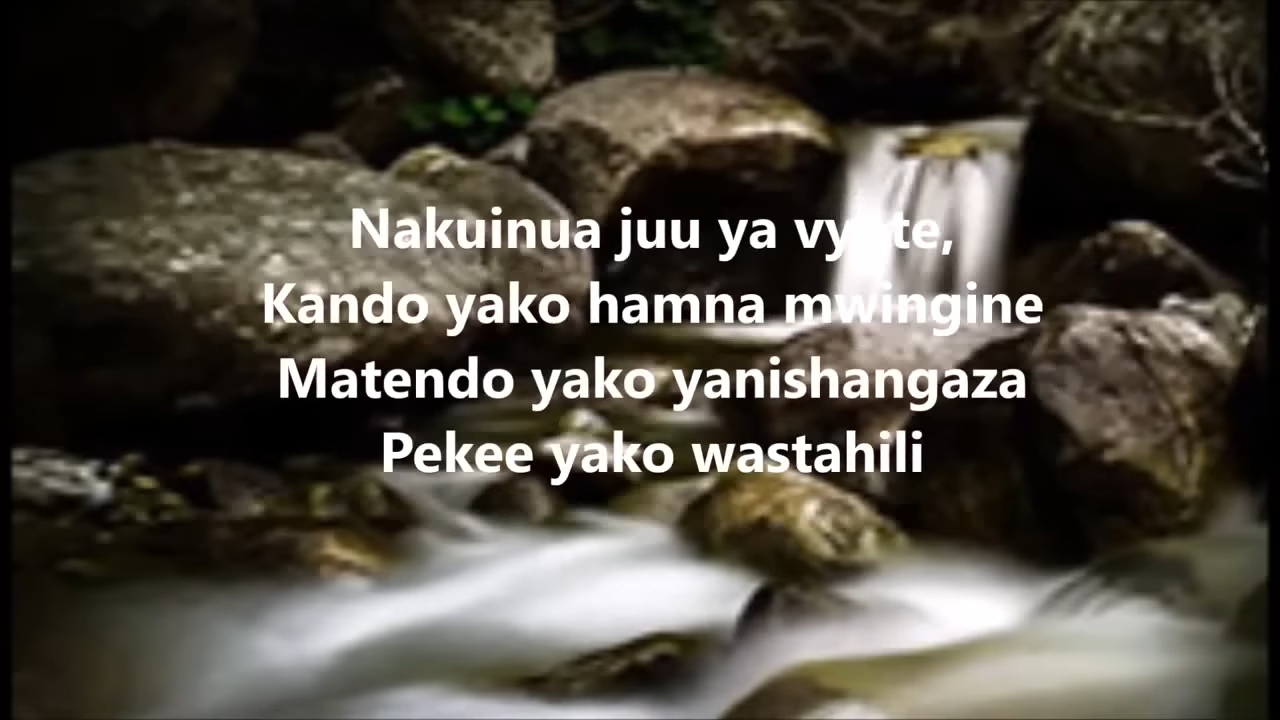 Nakuinua juu ya vyote,
Kando yako hamna mwingine
Matendo yako yanishangaza
Pekee yako wastahili